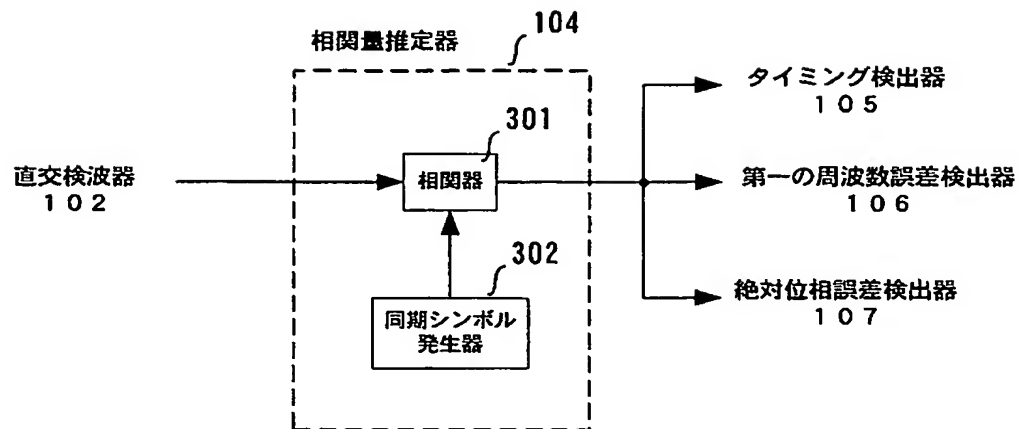 相関量推定器
104
直交検波器
１０２
301
相関器
302
同期シンボル
発生器
タイミング検出器
１０５
第一の周波数誤差検出器
１０６
絶対位相誤差検出器
１０７